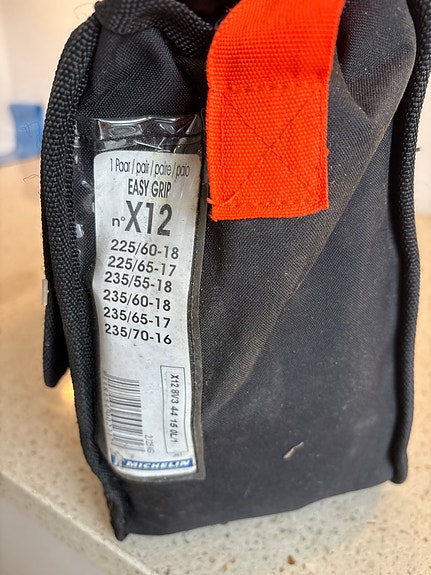 1 Paar / pair / paire / paio
EASY GRIP
n° X12
225/60-18
225/65-17
235/55-18
235/60-18
235/65-17
235/70-16
MICHELIN